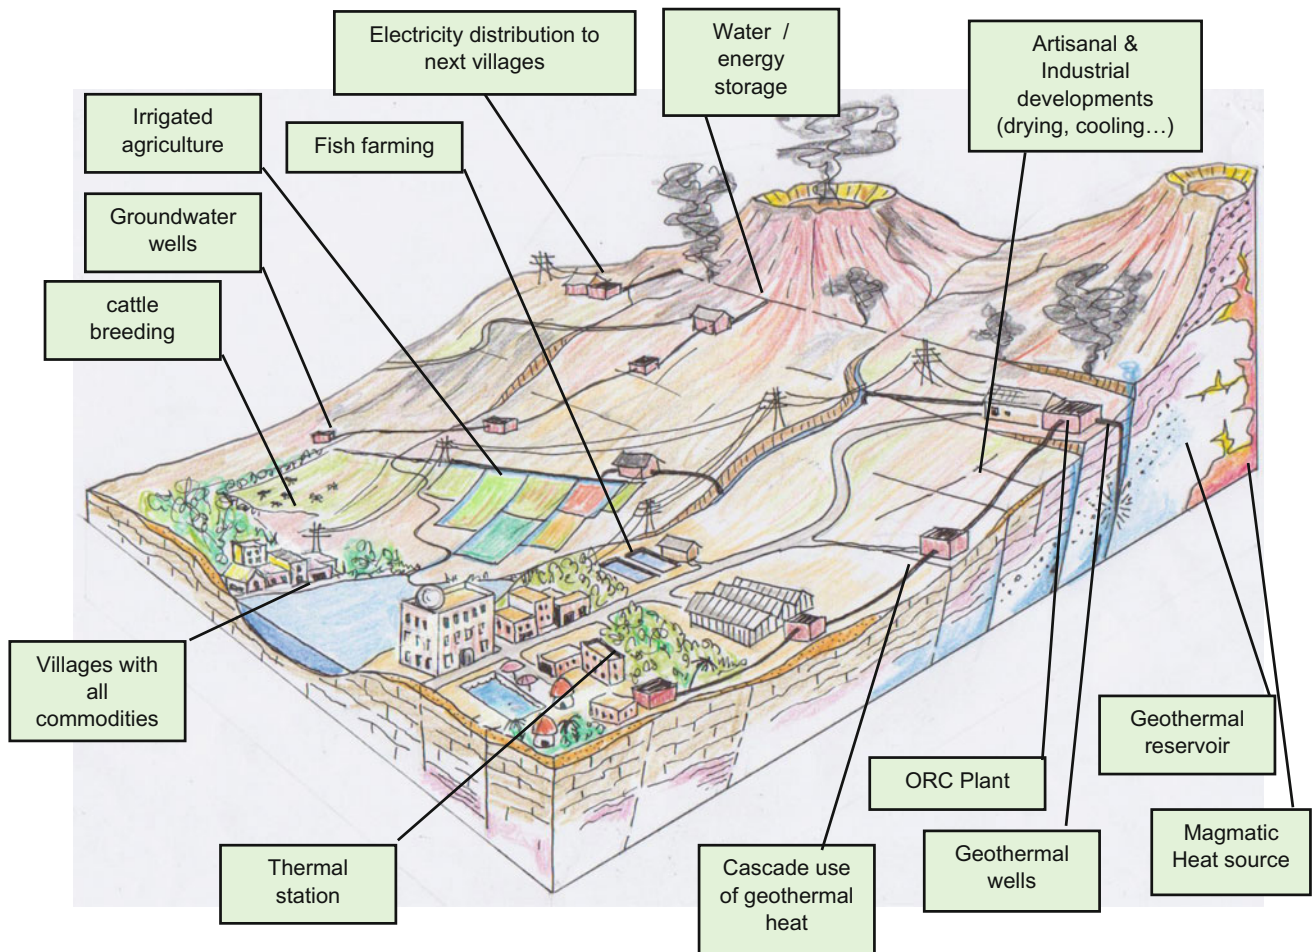 Electricity distribution to
next villages
Water /
energy
storage
Artisanal &
Industrial
developments
(drying, cooling…)
Irrigated
agriculture
Fish farming
Groundwater
wells
cattle
breeding
Villages with
all
commodities
Thermal
station
Cascade use
of geothermal
heat
ORC Plant
Geothermal
wells
Geothermal
reservoir
Magmatic
Heat source